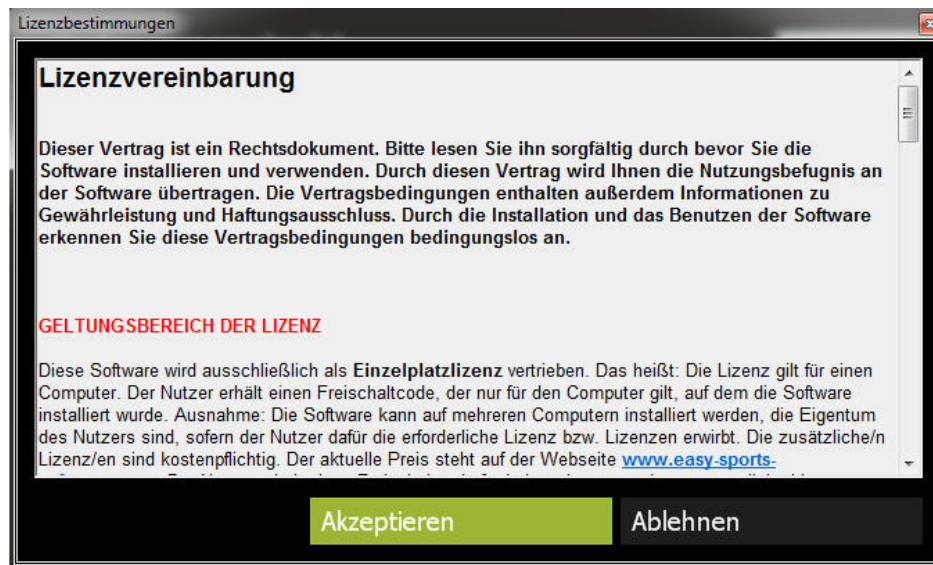 Lizenzbestimmungen
Lizenzvereinbarung
Dieser Vertrag ist ein Rechtsdokument. Bitte lesen Sie ihn sorgfältig durch bevor Sie die
Software installieren und verwenden. Durch diesen Vertrag wird Ihnen die Nutzungsbefugnis an
der Software übertragen. Die Vertragsbedingungen enthalten außerdem Informationen zu
Gewährleistung und Haftungsausschluss. Durch die Installation und das Benutzen der Software
erkennen Sie diese Vertragsbedingungen bedingungslos an.
GELTUNGSBEREICH DER LIZENZ
Diese Software wird ausschließlich als Einzelplatzlizenz vertrieben. Das heißt: Die Lizenz gilt für einen
Computer. Der Nutzer erhält einen Freischaltcode, der nur für den Computer gilt, auf dem die Software
installiert wurde. Ausnahme: Die Software kann auf mehreren Computern installiert werden, die Eigentum
des Nutzers sind, sofern der Nutzer dafür die erforderliche Lizenz bzw. Lizenzen erwirbt. Die zusätzliche/n
Lizenz/en sind kostenpflichtig. Der aktuelle Preis steht auf der Webseite www.easy-sports-
Akzeptieren
Ablehnen